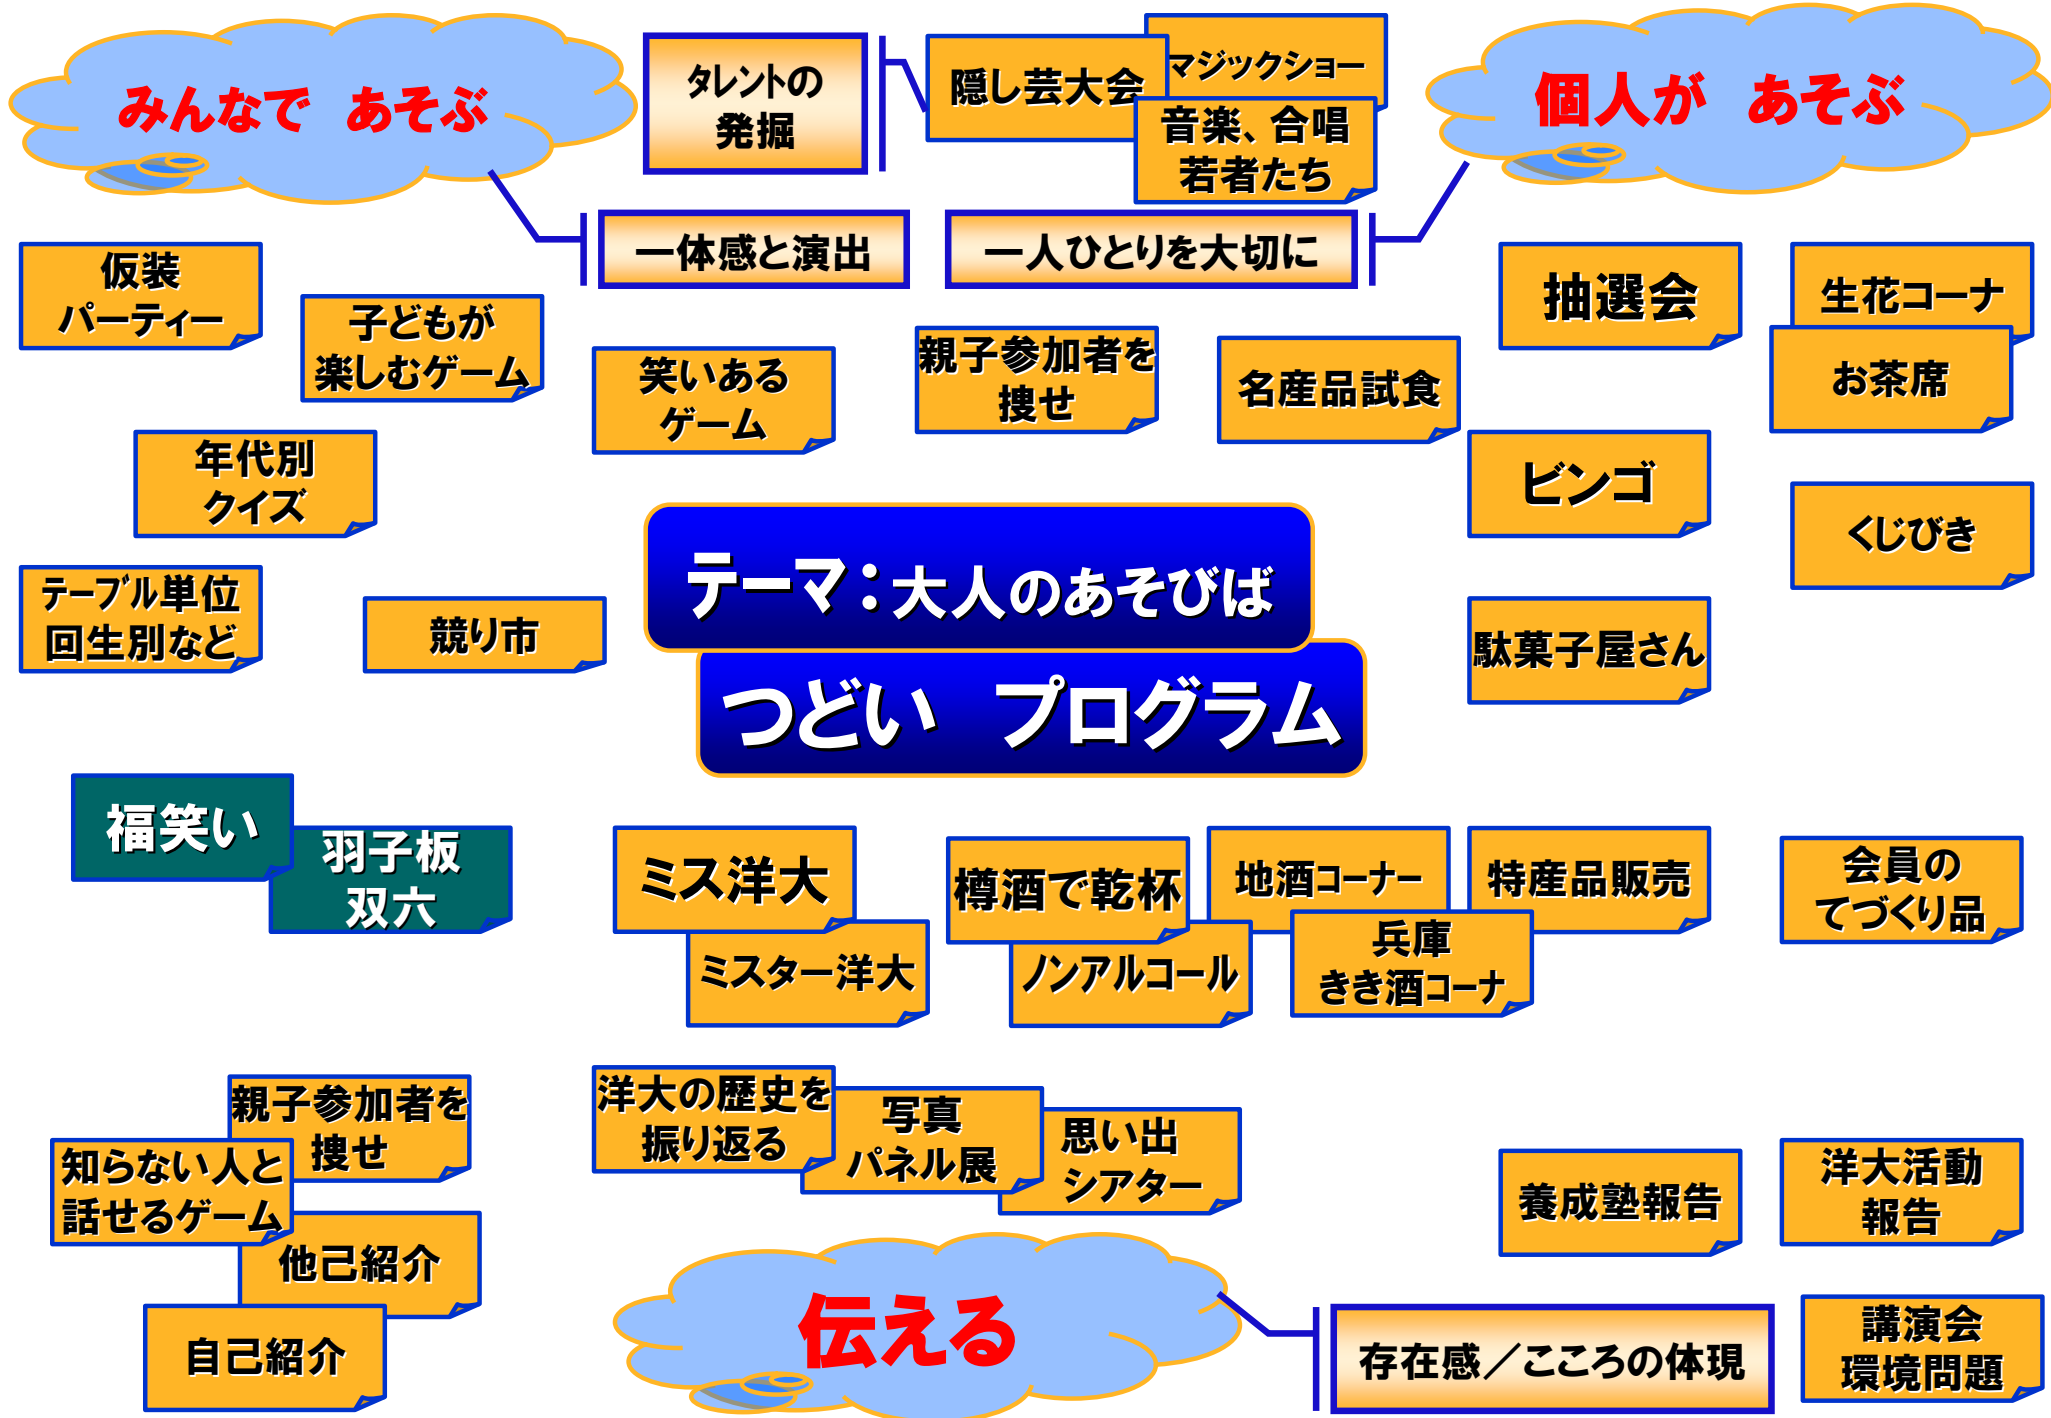 みんなで あそぶ
タレントの
発掘
隠し芸大会
マジックショー
音楽、合唱
若者たち
個人が あそぶ
一体感と演出
一人ひとりを大切に
仮装
パーティー
子どもが
楽しむゲーム
笑いある
ゲーム
親子参加者を
捜せ
名産品試食
抽選会
生花コーナ
お茶席
年代別
クイズ
ビンゴ
くじびき
テーブル単位
回生別など
競り市
テーマ：大人のあそびば
つどい プログラム
駄菓子屋さん
福笑い
羽子板
双六
ミス洋大
ミスター洋大
樽酒で乾杯
ノンアルコール
地酒コーナー
兵庫
きき酒コーナ
特産品販売
会員の
てづくり品
親子参加者を
捜せ
知らない人と
話せるゲーム
他己紹介
自己紹介
洋大の歴史を
振り返る
写真
パネル展
思い出
シアター
養成塾報告
洋大活動
報告
伝える
存在感／こころの体現
講演会
環境問題